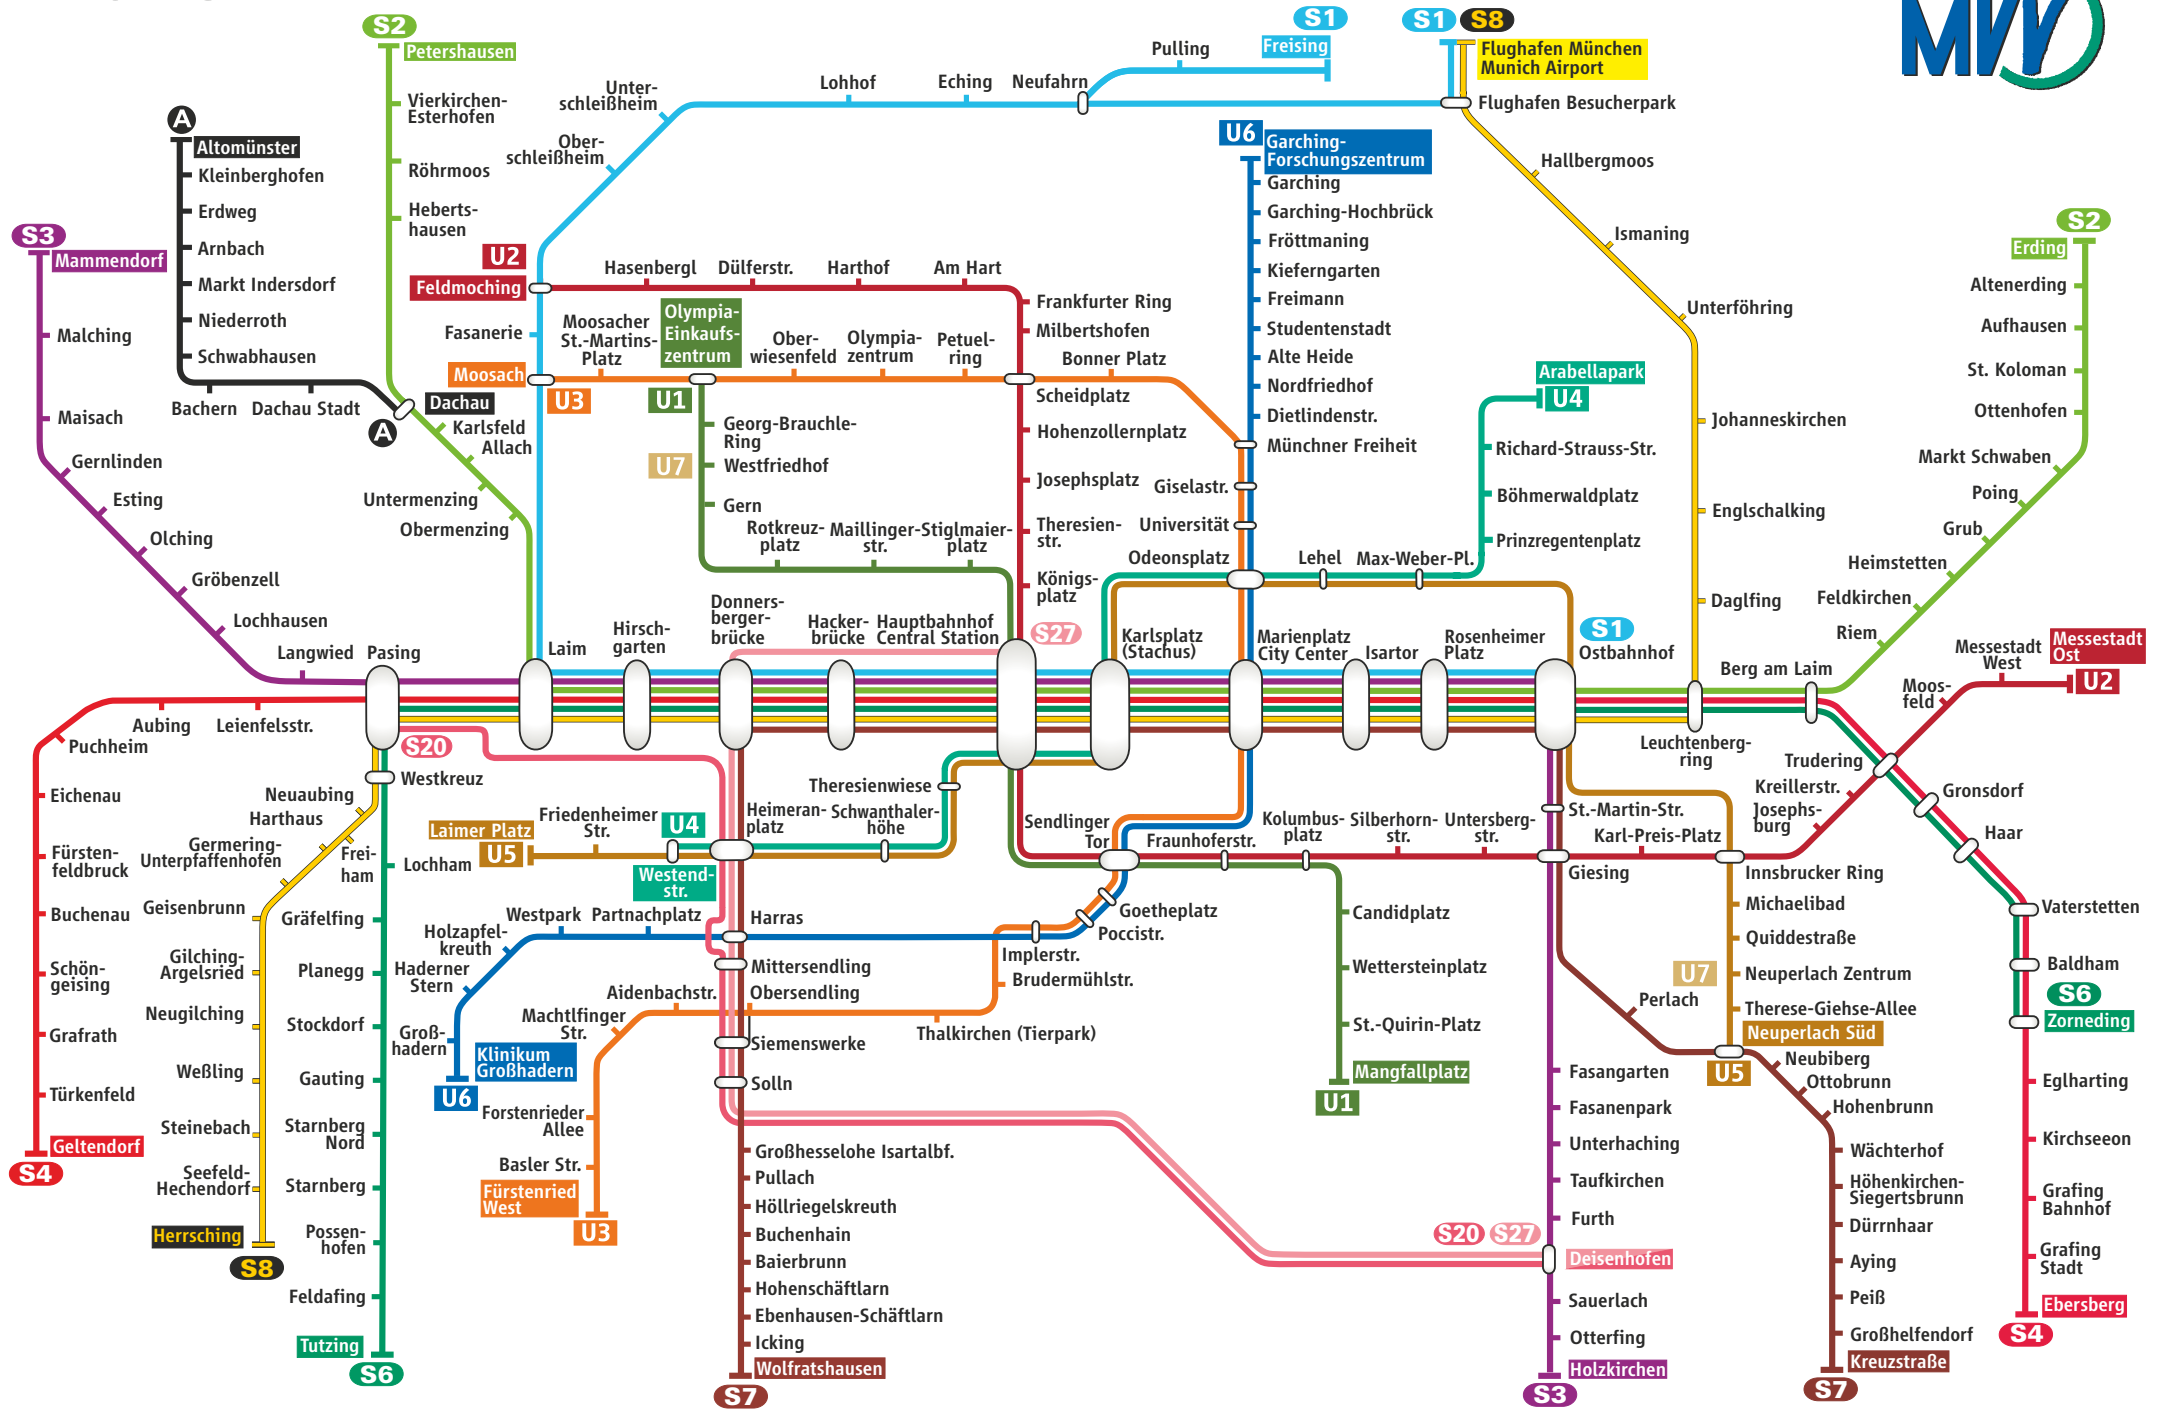 S2
Petershausen
Vierkirchen-
Esterhofen
Röhrmoos
Heberts-
hausen
A
Altomünster
Kleinberghofen
Erdweg
Arnbach
Markt Indersdorf
Niederroth
Schwabhausen
Bachern
Dachau Stadt
A
Dachau
Karlsfeld
Allach
Untermenzing
Obermenzing
S3
Mammendorf
Malching
Maisach
Gernlinden
Esting
Olching
Gröbenzell
Lochhausen
Langwied
Pasing
S1
Freising
Pulling
Neufahrn
Eching
Lohhof
Unter-
schleißheim
Ober-
schleißheim
S1
S8
Flughafen München
Munich Airport
Flughafen Besucherpark
MVV
Hallbergmoos
Ismaning
Unterföhring
Johanneskirchen
Englschalking
Daglfing
U2
Feldmoching
Hasenbergl
Dülferstr.
Harthof
Am Hart
Frankfurter Ring
Milbertshofen
Fasanerie
Moosach
U3
Moosacher
St.-Martins-
Platz
Olympia-
Einkaufs-
zentrum
U1
Ober-
wiesenfeld
Olympia-
zentrum
Petuel-
ring
Scheidplatz
Bonner Platz
Georg-Brauchle-
Ring
U7
Westfriedhof
Gern
Rotkreuz-
platz
Maillinger-
str.
Stiglmaier-
platz
Hohenzollernplatz
Josephsplatz
Theresien-
str.
Königs-
platz
U6
Garching-
Forschungszentrum
Garching
Garching-Hochbrück
Fröttmaning
Kieferngarten
Freimann
Studentenstadt
Alte Heide
Nordfriedhof
Dietlindenstr.
Münchner Freiheit
Giselastr.
Universität
Odeonsplatz
Lehel
Max-Weber-Pl.
Arabellapark
U4
Richard-Strauss-Str.
Böhmerwaldplatz
Prinzregentenplatz
S2
Erding
Altenerding
Aufhausen
St. Koloman
Ottenhofen
Markt Schwaben
Poing
Grub
Heimstetten
Feldkirchen
Riem
Berg am Laim
Laim
Hirsch-
garten
Donners-
berger-
brücke
Hacker-
brücke
Hauptbahnhof
Central Station
S27
Karlsplatz
(Stachus)
Marienplatz
City Center
Isartor
Rosenheimer
Platz
S1
Ostbahnhof
Leuchtenberg-
ring
Messestadt
West
Messestadt
Ost
U2
Moos-
feld
Trudering
Kreillerstr.
Josephs-
burg
Gronsdorf
Haar
Vaterstetten
Baldham
S6
Zorneding
Eglharting
Kirchseeon
Grafing
Bahnhof
Grafing
Stadt
Ebersberg
S4
Aubing
Leienfelsstr.
Puchheim
Eichenau
Fürsten-
feldbruck
Buchenau
Schön-
geising
Grafrath
Türkenfeld
Geltendorf
S4
S20
Westkreuz
Neuaubing
Harthaus
Germering-
Unterpfaffenhofen
Frei-
ham
Geisenbrunn
Gilching-
Argelsried
Neugilching
Weßling
Steinebach
Seefeld-
Hechendorf
Herrsching
S8
Lochham
Gräfelfing
Planegg
Stockdorf
Gauting
Starnberg
Nord
Starnberg
Possen-
hofen
Feldafing
Tutzing
S6
Theresienwiese
Laimer Platz
U5
Friedenheimer
Str.
U4
Westend-
str.
Heimeran-
platz
Schwanthaler-
höhe
Sendlinger
Tor
Fraunhoferstr.
Kolumbus-
platz
Silberhorn-
str.
Untersberg-
str.
St.-Martin-Str.
Karl-Preis-Platz
Giesing
Innsbrucker Ring
Michaelibad
Quiddestraße
U7
Neuperlach Zentrum
Therese-Giehse-Allee
Neuperlach Süd
U5
Westpark
Partnachplatz
Harras
Holzapfel-
kreuth
Haderner
Stern
Groß-
hadern
Klinikum
Großhadern
U6
Goetheplatz
Poccistr.
Implerstr.
Brudermühlstr.
Thalkirchen (Tierpark)
Mittersendling
Obersendling
Aidenbachstr.
Machtlfinger
Str.
Siemenswerke
Solln
Forstenrieder
Allee
Basler Str.
Fürstenried
West
U3
Candidplatz
Wettersteinplatz
St.-Quirin-Platz
Mangfallplatz
U1
Großhesselohe Isartalbf.
Pullach
Höllriegelskreuth
Buchenhain
Baierbrunn
Hohenschäftlarn
Ebenhausen-Schäftlarn
Icking
Wolfratshausen
S7
Fasangarten
Fasanenpark
Unterhaching
Taufkirchen
Furth
S20
S27
Deisenhofen
Sauerlach
Otterfing
Holzkirchen
S3
Perlach
Neubiberg
Ottobrunn
Hohenbrunn
Wächterhof
Höhenkirchen-
Siegertsbrunn
Dürrnhaar
Aying
Peiß
Großhelfendorf
Kreuzstraße
S7